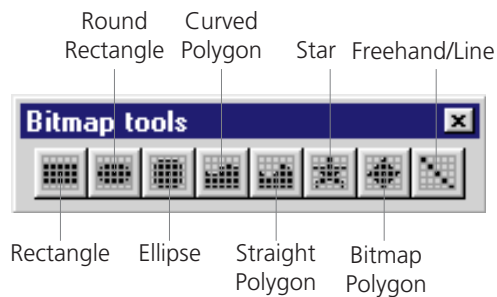 Round Rectangle
Curved Polygon
Star
Freehand/Line
Bitmap tools
Rectangle
Ellipse
Straight Polygon
Bitmap Polygon